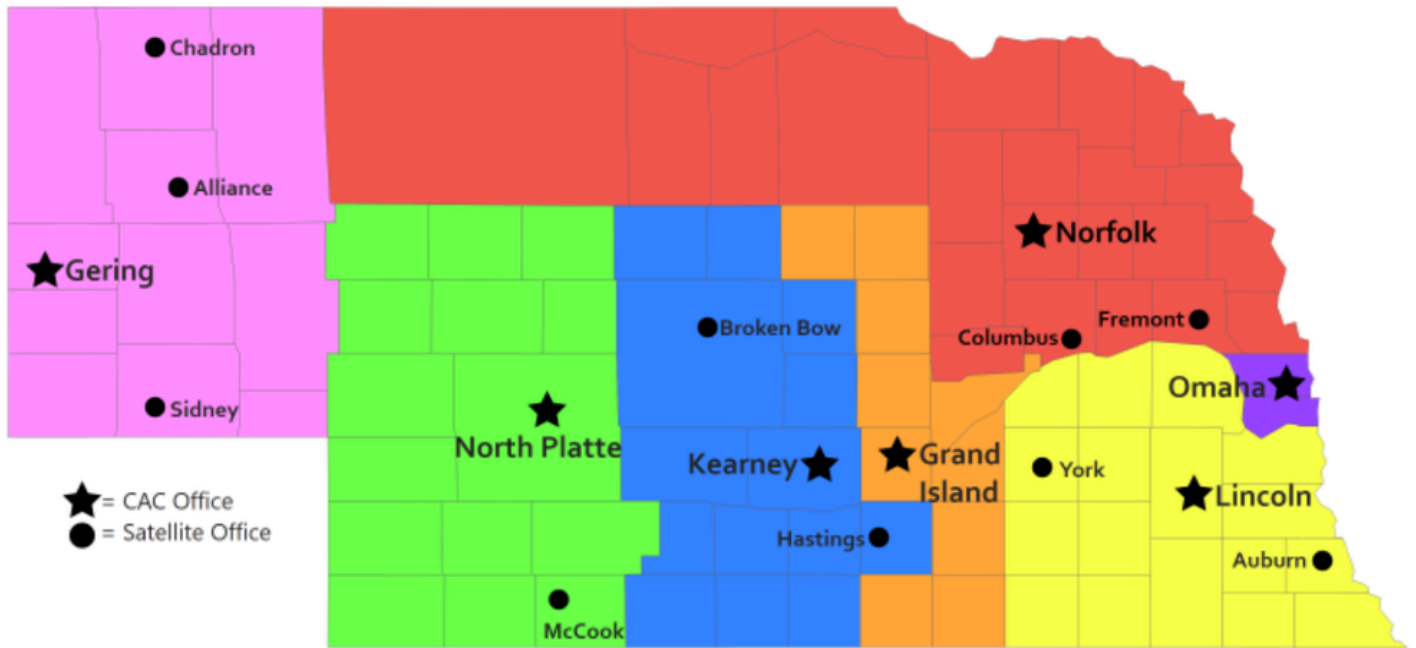 Chadron
Alliance
Gering
Sidney
= CAC Office
= Satellite Office
North Platte
McCook
Broken Bow
Kearney
Hastings
Grand
Island
Norfolk
Columbus
Fremont
Omaha
York
Lincoln
Auburn